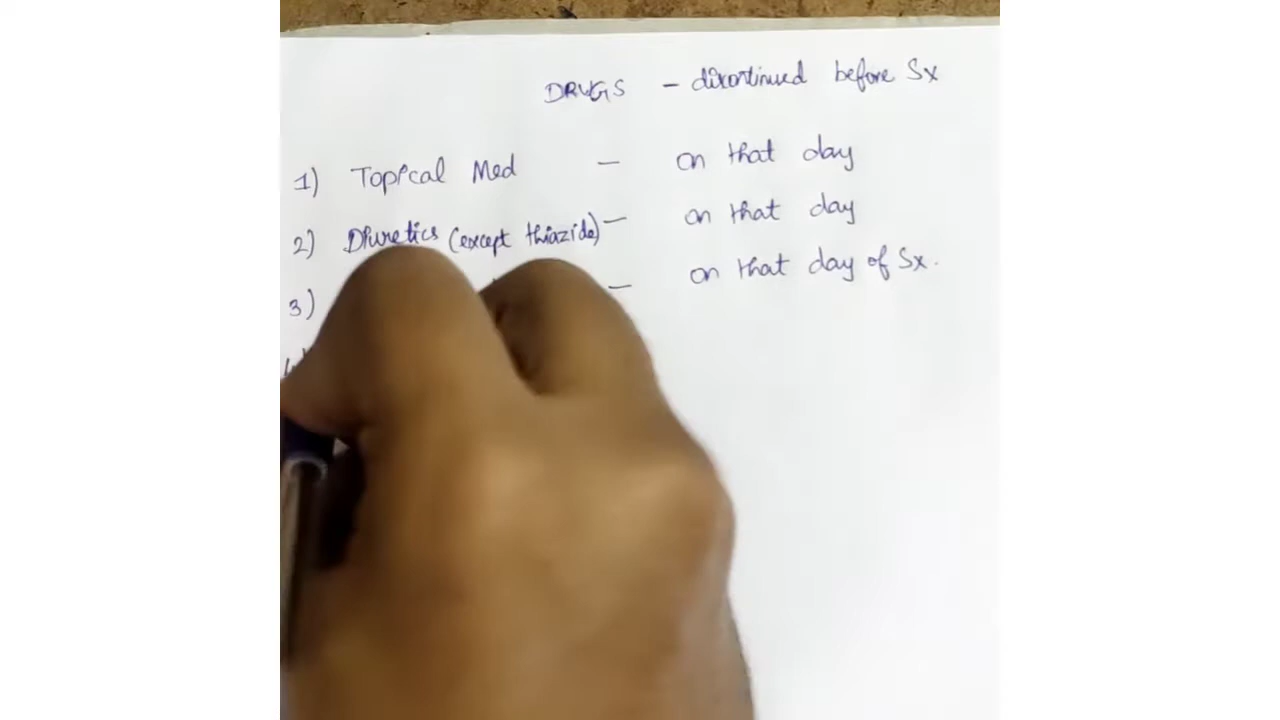 DRUGS - discontinued before Sx
1) Topical Med - on that day
2) Diuretics (except thiazide) - on that day
3) - on that day of Sx.